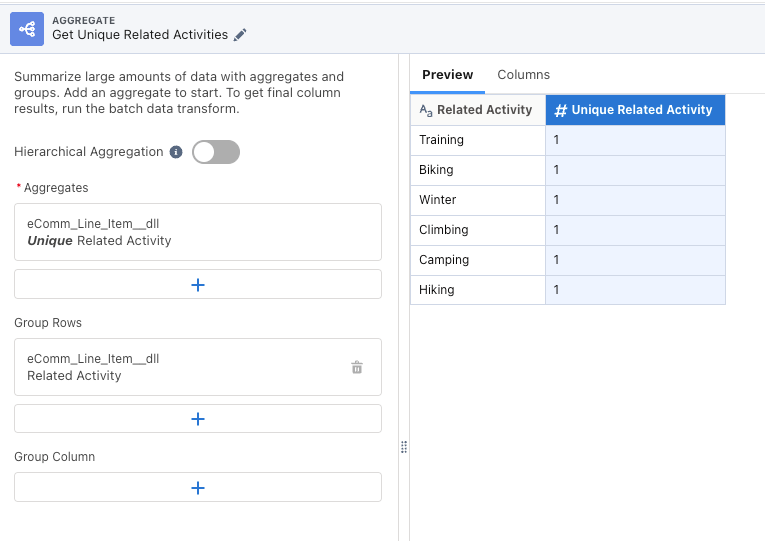 AGGREGATE
Get Unique Related Activities
Summarize large amounts of data with aggregates and
groups. Add an aggregate to start. To get final column
results, run the batch data transform.
Hierarchical Aggregation
* Aggregates
eComm_Line_Item__dll
Unique Related Activity
+
Group Rows
eComm_Line_Item__dll
Related Activity
+
Group Column
+
Preview Columns
Aa Related Activity # Unique Related Activity
Training 1
Biking 1
Winter 1
Climbing 1
Camping 1
Hiking 1